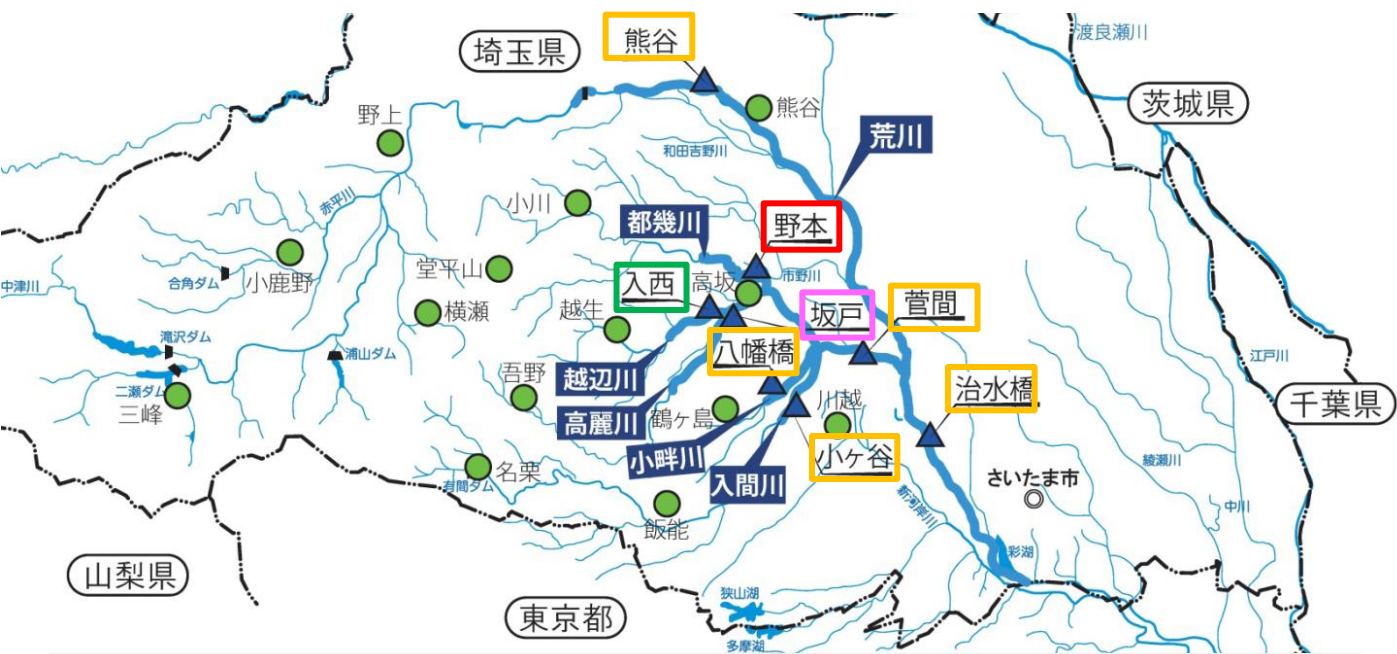 熊谷
渡良瀬川
埼玉県
茨城県
熊谷
野上
荒川
和田吉野川
赤平川
小川
都幾川
野本
堂平山
入西
高坂
市野川
中津川
合角ダム
小鹿野
横瀬
越生
坂戸
菅間
滝沢ダム
浦山ダム
八幡橋
江戸川
越辺川
二瀬ダム
三峰
吾野
治水橋
千葉県
高麗川
鶴ヶ島
川越
小畔川
小ヶ谷
綾瀬川
名栗
有間ダム
入間川
さいたま市
新河岸川
中川
飯能
彩湖
山梨県
狭山湖
東京都
多摩湖